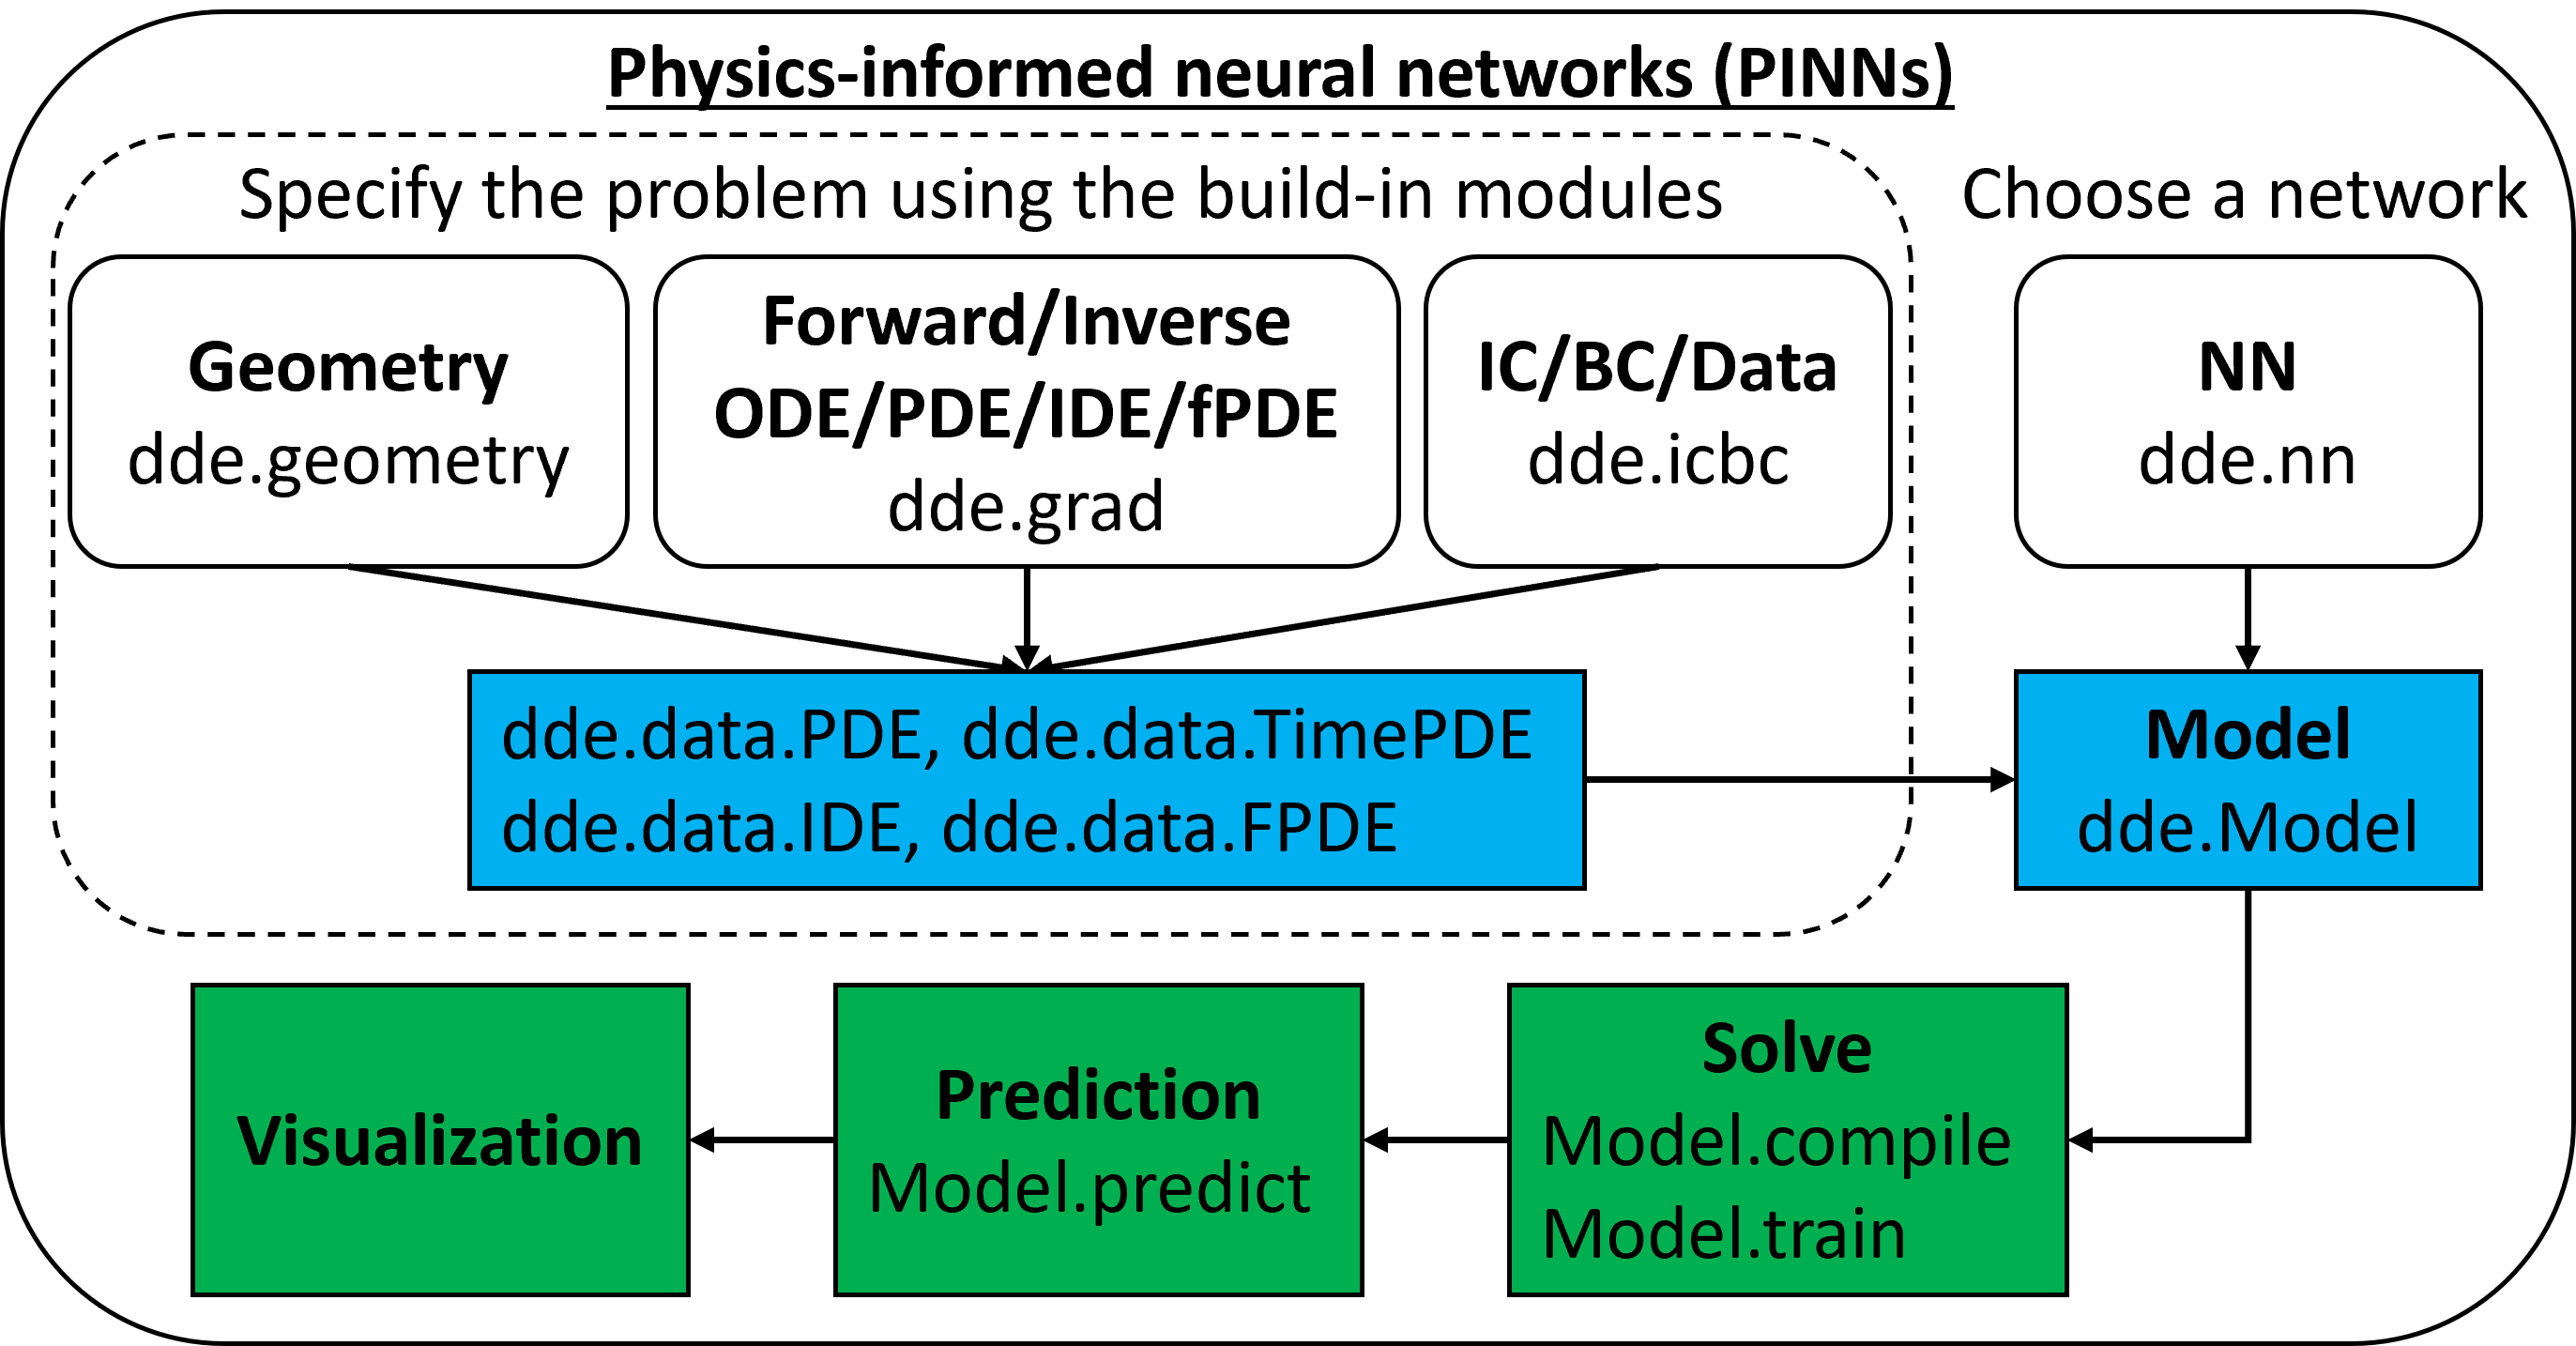 Physics-informed neural networks (PINNs)
Specify the problem using the build-in modules
Choose a network
Geometry
dde.geometry
Forward/Inverse
ODE/PDE/IDE/fPDE
dde.grad
IC/BC/Data
dde.icbc
NN
dde.nn
dde.data.PDE, dde.data.TimePDE
dde.data.IDE, dde.data.FPDE
Model
dde.Model
Solve
Model.compile
Model.train
Prediction
Model.predict
Visualization